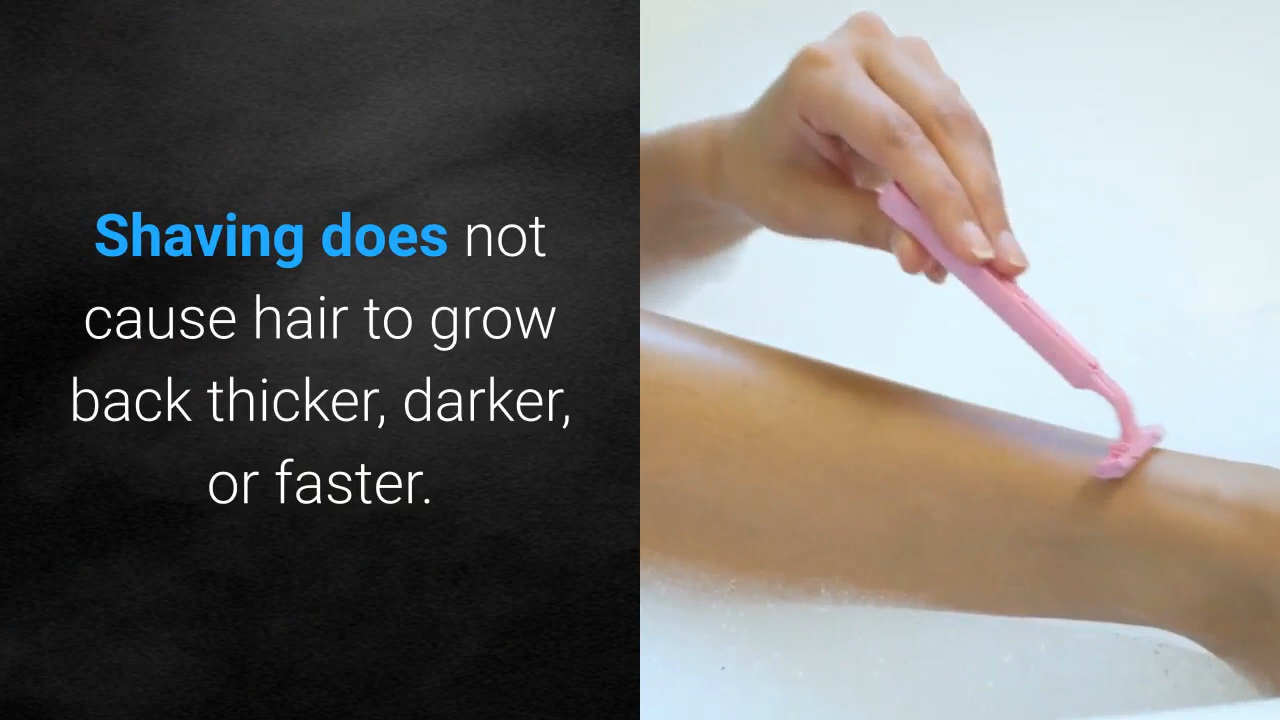 Shaving does not
cause hair to grow
back thicker, darker,
or faster.